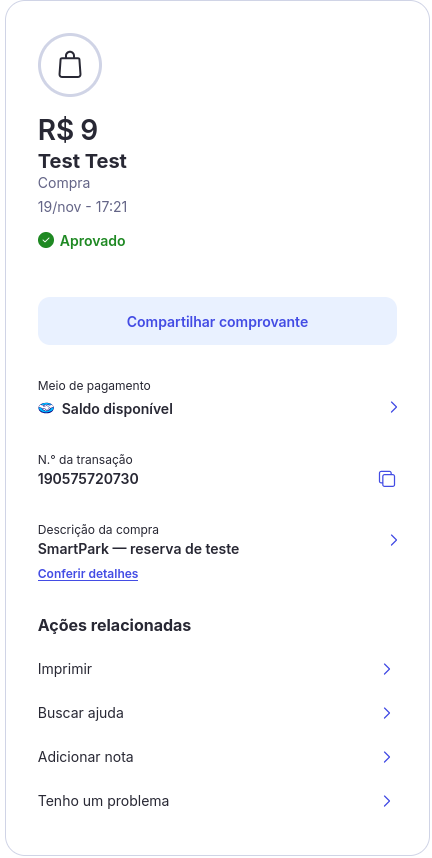 R$ 9
Test Test
Compra
19/nov - 17:21
Aprovado
Compartilhar comprovante
Meio de pagamento
Saldo disponível
N.° da transação
190575720730
Descrição da compra
SmartPark — reserva de teste
Conferir detalhes
Ações relacionadas
Imprimir
Buscar ajuda
Adicionar nota
Tenho um problema